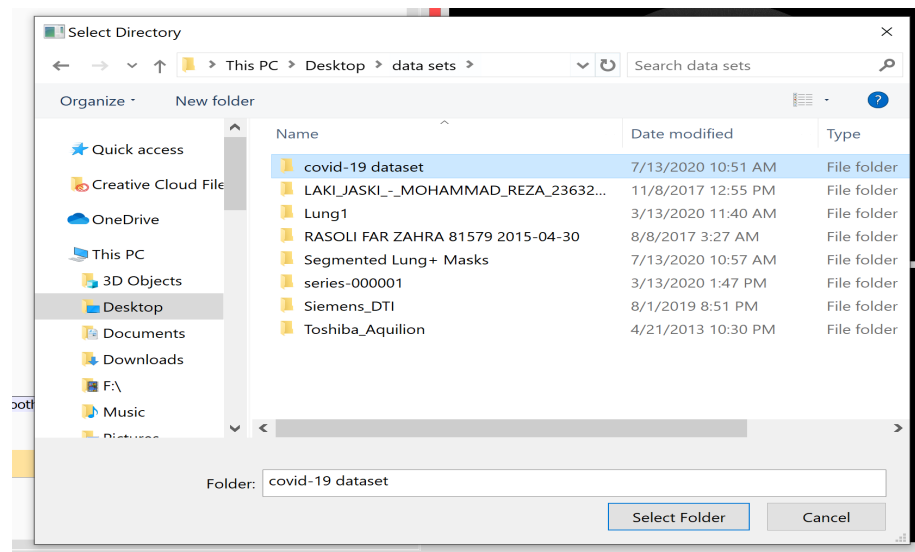 Select Directory
This PC > Desktop > data sets >
Search data sets
Organize
New folder
?
Name
Date modified
Type
Quick access
Creative Cloud File
OneDrive
This PC
3D Objects
Desktop
Documents
Downloads
F:\
Music
Pictures
covid-19 dataset 7/13/2020 10:51 AM File folder
LAKI_JASKI_-_MOHAMMAD_REZA_23632... 11/8/2017 12:55 PM File folder
Lung1 3/13/2020 11:40 AM File folder
RASOLI FAR ZAHRA 81579 2015-04-30 8/8/2017 3:27 AM File folder
Segmented Lung+ Masks 7/13/2020 10:57 AM File folder
series-000001 3/13/2020 1:47 PM File folder
Siemens_DTI 8/1/2019 8:51 PM File folder
Toshiba_Aquilion 4/21/2013 10:30 PM File folder
Folder: covid-19 dataset
Select Folder
Cancel